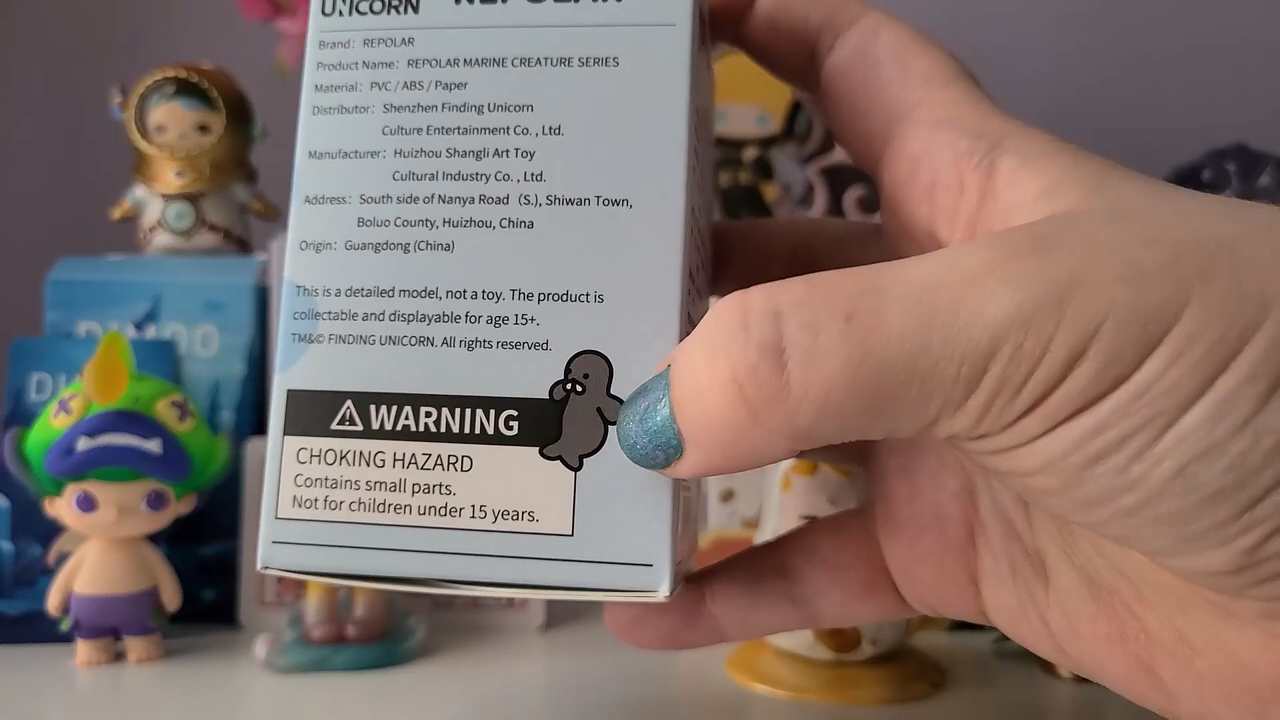 UNICORN REPOLAR
Brand: REPOLAR
Product Name: REPOLAR MARINE CREATURE SERIES
Material: PVC / ABS / Paper
Distributor: Shenzhen Finding Unicorn
Culture Entertainment Co. , Ltd.
Manufacturer: Huizhou Shangli Art Toy
Cultural Industry Co. , Ltd.
Address: South side of Nanya Road (S.), Shiwan Town,
Boluo County, Huizhou, China
Origin: Guangdong (China)
This is a detailed model, not a toy. The product is
collectable and displayable for age 15+.
TM&© FINDING UNICORN. All rights reserved.
⚠ WARNING
CHOKING HAZARD
Contains small parts.
Not for children under 15 years.
DIMOO